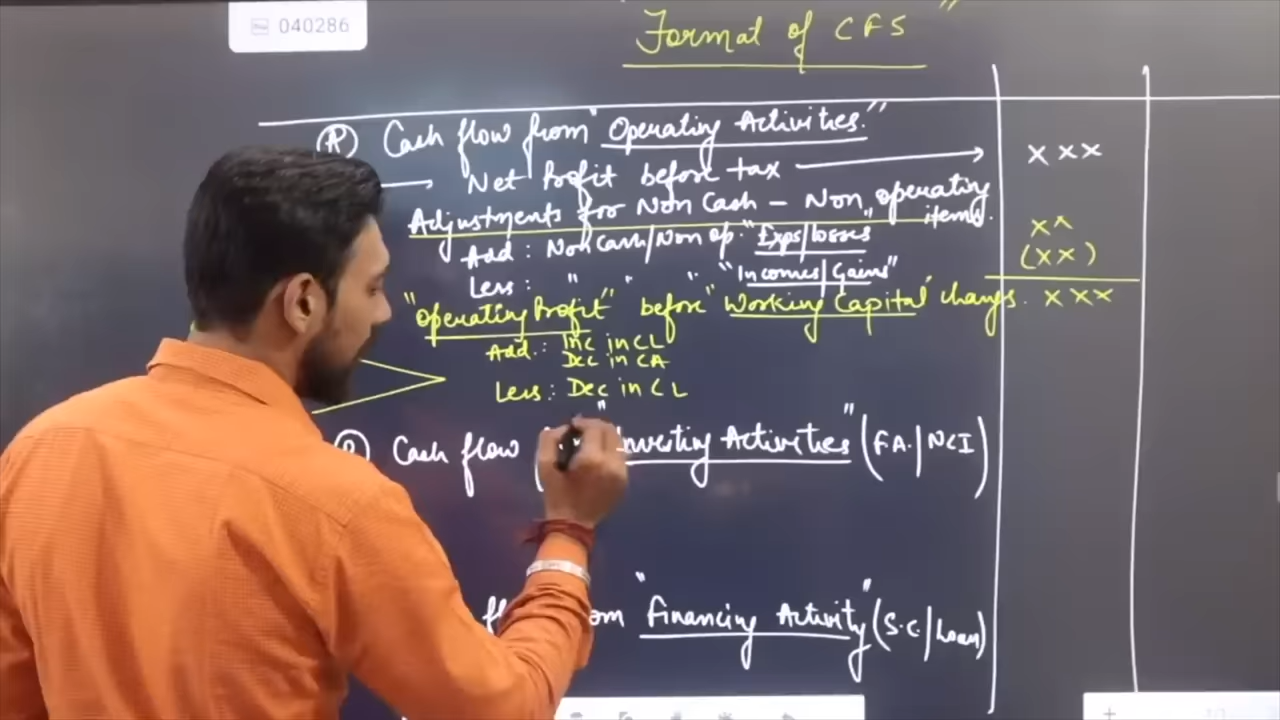 040286
Format of CFS "
(A) Cash flow from "Operating Activities."
Net Profit before tax → xxx
Adjustments for Non Cash - Non operating items.
Add : Non Cash/Non op. "Exps/losses" xx
Less : " " " "Incomes/Gains" (xx)
"Operating Profit" before "Working Capital" changes. xxx
Add : Inc in CL
Dec in CA
Less : Dec in CL
Cash flow "Investing Activities" (FA./NCI)
"financing Activity" (S.C./Loan)